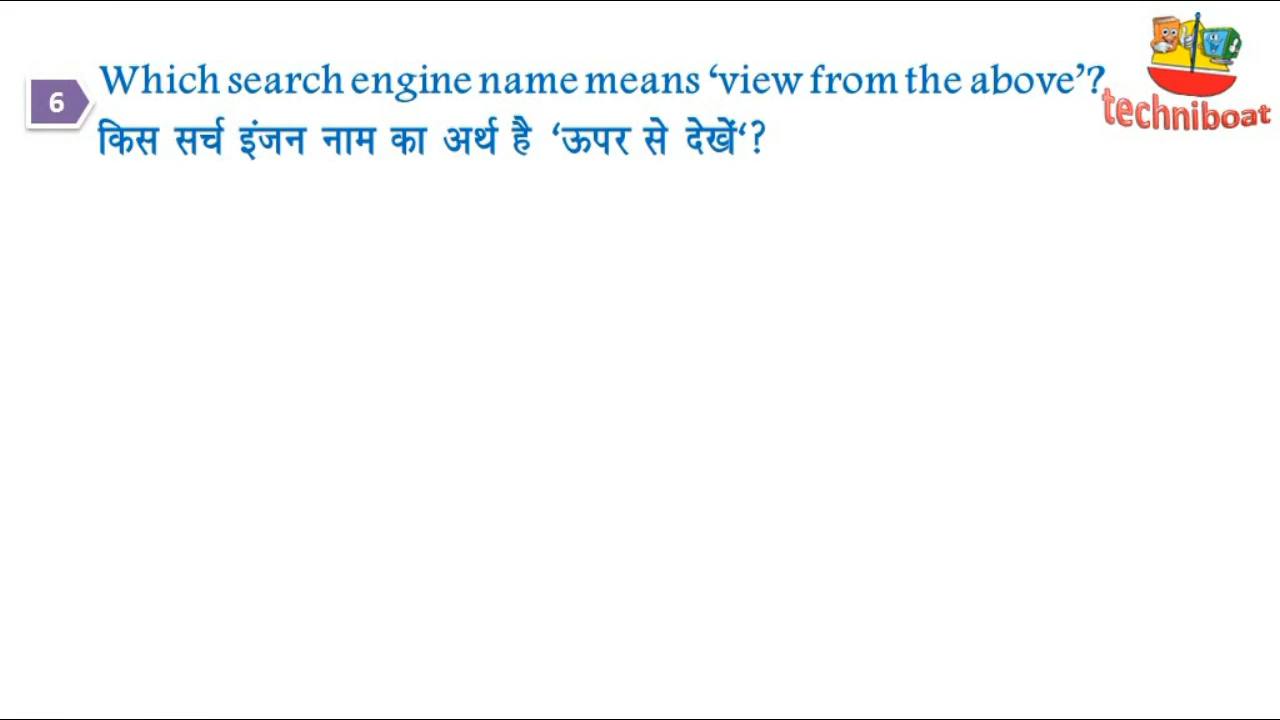 6
Which search engine name means ‘view from the above’?
किस सर्च इंजन नाम का अर्थ है ‘ऊपर से देखें‘?
techniboat